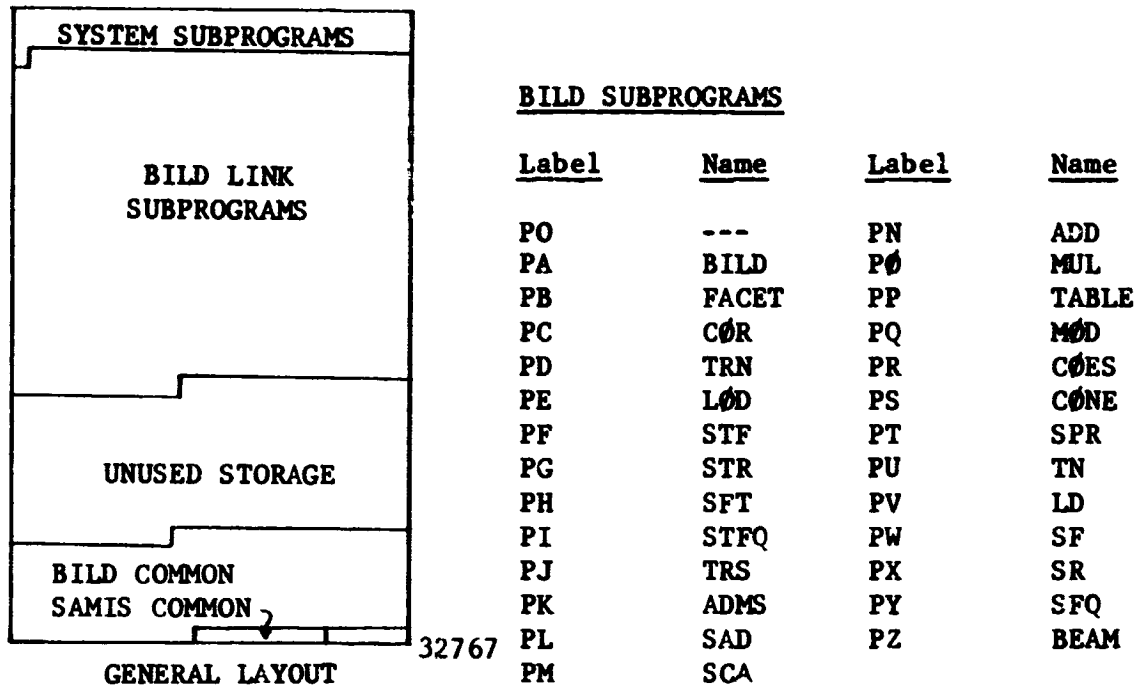 SYSTEM SUBPROGRAMS
BILD LINK
SUBPROGRAMS
UNUSED STORAGE
BILD COMMON
SAMIS COMMON
32767
GENERAL LAYOUT
BILD SUBPROGRAMS
Label Name Label Name
PO --- PN ADD
PA BILD PØ MUL
PB FACET PP TABLE
PC CØR PQ MØD
PD TRN PR CØES
PE LØD PS CØNE
PF STF PT SPR
PG STR PU TN
PH SFT PV LD
PI STFQ PW SF
PJ TRS PX SR
PK ADMS PY SFQ
PL SAD PZ BEAM
PM SCA